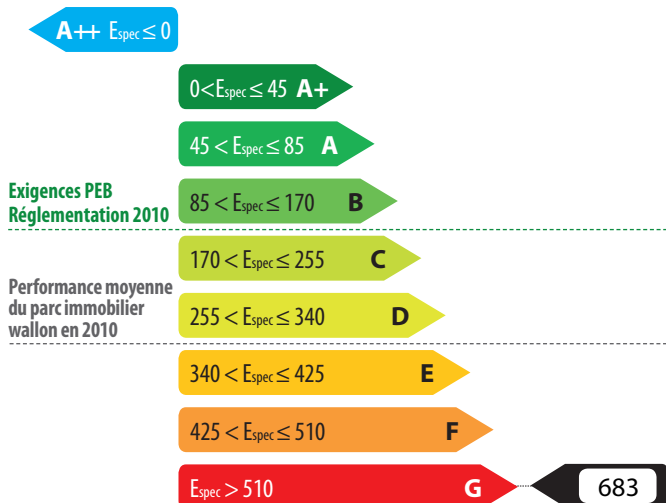 A++ Espec ≤ 0
0 < Espec ≤ 45 A+
45 < Espec ≤ 85 A
Exigences PEB
Réglementation 2010
85 < Espec ≤ 170 B
170 < Espec ≤ 255 C
Performance moyenne
du parc immobilier
wallon en 2010
255 < Espec ≤ 340 D
340 < Espec ≤ 425 E
425 < Espec ≤ 510 F
Espec > 510 G
683